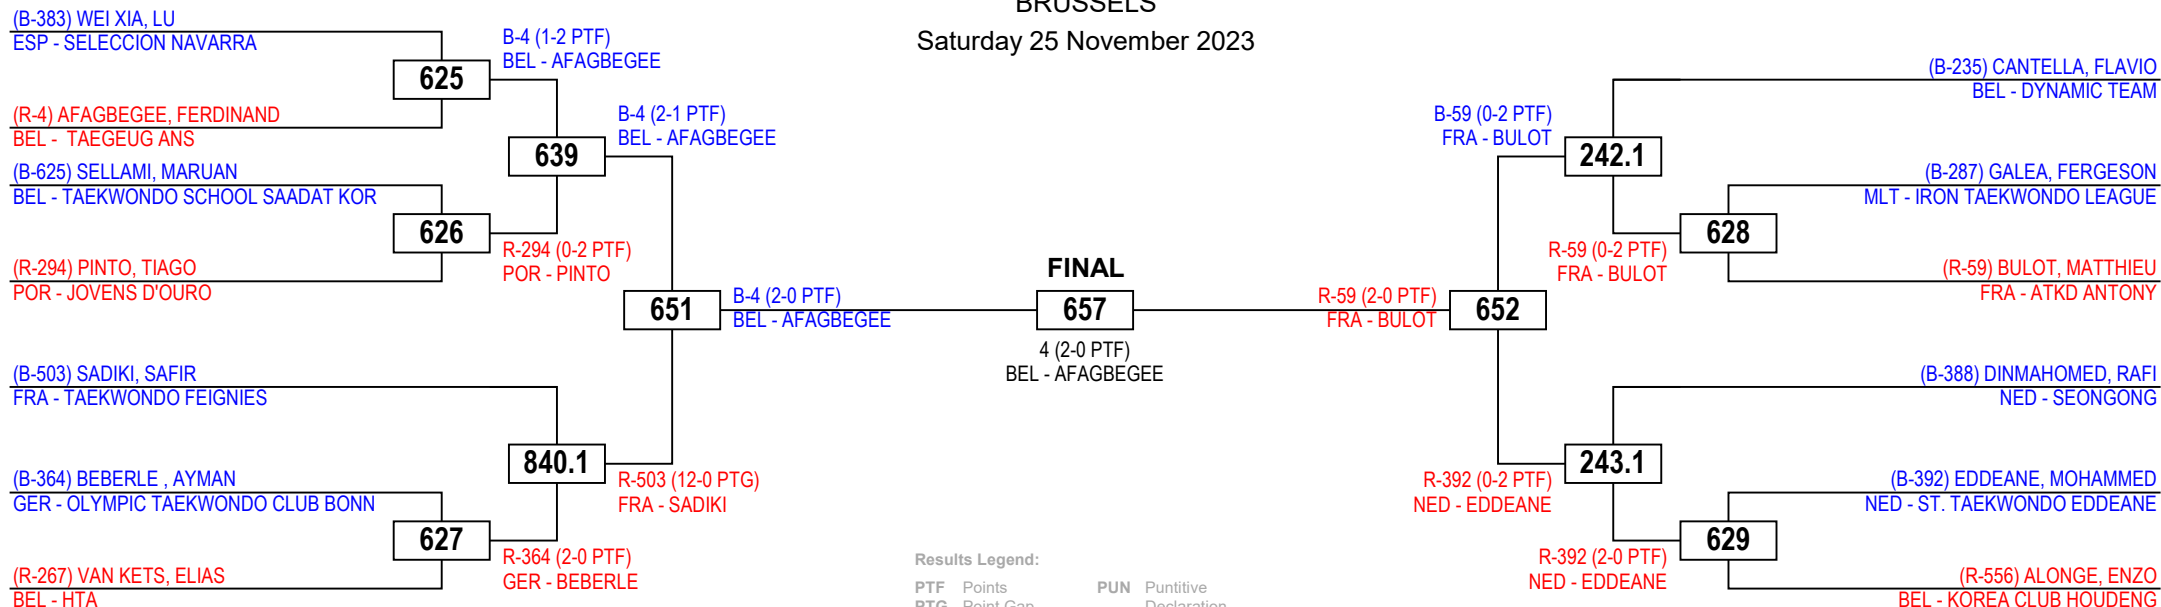 BRUSSELS
Saturday 25 November 2023
(B-383) WEI XIA, LU
ESP - SELECCION NAVARRA
625
(R-4) AFAGBEGEE, FERDINAND
BEL - TAEGEUG ANS
B-4 (1-2 PTF)
BEL - AFAGBEGEE
639
(B-625) SELLAMI, MARUAN
BEL - TAEKWONDO SCHOOL SAADAT KOR
626
(R-294) PINTO, TIAGO
POR - JOVENS D'OURO
R-294 (0-2 PTF)
POR - PINTO
B-4 (2-1 PTF)
BEL - AFAGBEGEE
651
(B-503) SADIKI, SAFIR
FRA - TAEKWONDO FEIGNIES
840.1
(B-364) BEBERLE , AYMAN
GER - OLYMPIC TAEKWONDO CLUB BONN
627
(R-267) VAN KETS, ELIAS
BEL - HTA
R-364 (2-0 PTF)
GER - BEBERLE
R-503 (12-0 PTG)
FRA - SADIKI
B-4 (2-0 PTF)
BEL - AFAGBEGEE
FINAL
657
4 (2-0 PTF)
BEL - AFAGBEGEE
R-59 (2-0 PTF)
FRA - BULOT
652
B-59 (0-2 PTF)
FRA - BULOT
242.1
(B-235) CANTELLA, FLAVIO
BEL - DYNAMIC TEAM
(B-287) GALEA, FERGESON
MLT - IRON TAEKWONDO LEAGUE
628
R-59 (0-2 PTF)
FRA - BULOT
(R-59) BULOT, MATTHIEU
FRA - ATKD ANTONY
(B-388) DINMAHOMED, RAFI
NED - SEONGONG
243.1
R-392 (0-2 PTF)
NED - EDDEANE
(B-392) EDDEANE, MOHAMMED
NED - ST. TAEKWONDO EDDEANE
629
R-392 (2-0 PTF)
NED - EDDEANE
(R-556) ALONGE, ENZO
BEL - KOREA CLUB HOUDENG
Results Legend:
PTF Points PUN Puntitive
PTG Point Gap Declaration